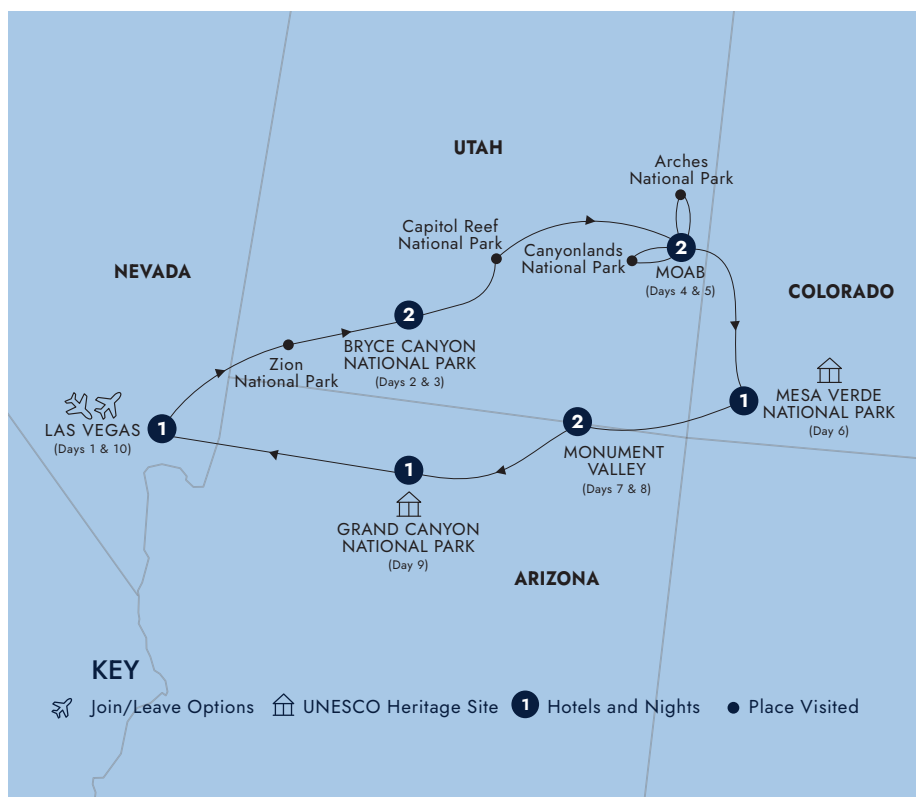 UTAH
Arches
National Park
Capitol Reef
National Park
Canyonlands
National Park
2
MOAB
(Days 4 & 5)
NEVADA
COLORADO
2
BRYCE CANYON
NATIONAL PARK
(Days 2 & 3)
Zion
National Park
1
MESA VERDE
NATIONAL PARK
(Day 6)
LAS VEGAS
(Days 1 & 10)
1
2
MONUMENT
VALLEY
(Days 7 & 8)
1
GRAND CANYON
NATIONAL PARK
(Day 9)
ARIZONA
KEY
Join/Leave Options
UNESCO Heritage Site
1
Hotels and Nights
Place Visited